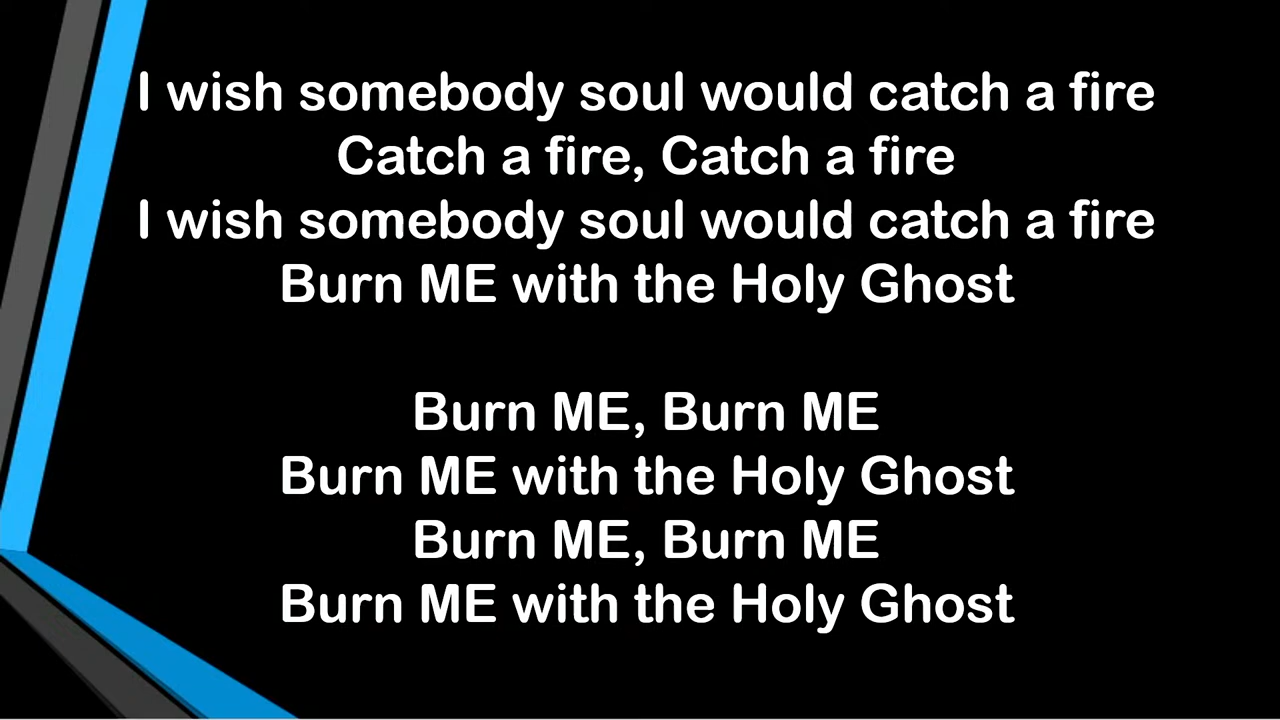 I wish somebody soul would catch a fire
Catch a fire, Catch a fire
I wish somebody soul would catch a fire
Burn ME with the Holy Ghost
Burn ME, Burn ME
Burn ME with the Holy Ghost
Burn ME, Burn ME
Burn ME with the Holy Ghost